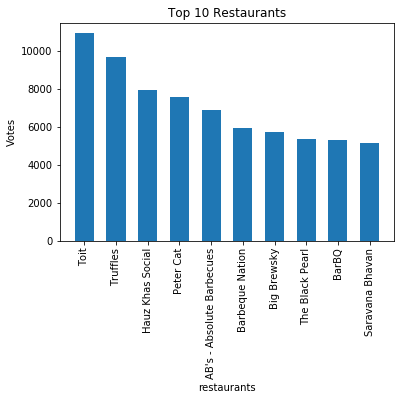 Top 10 Restaurants
Votes
10000
8000
6000
4000
2000
0
Toit
Truffles
Hauz Khas Social
Peter Cat
AB's - Absolute Barbecues
Barbeque Nation
Big Brewsky
The Black Pearl
BarBQ
Saravana Bhavan
restaurants